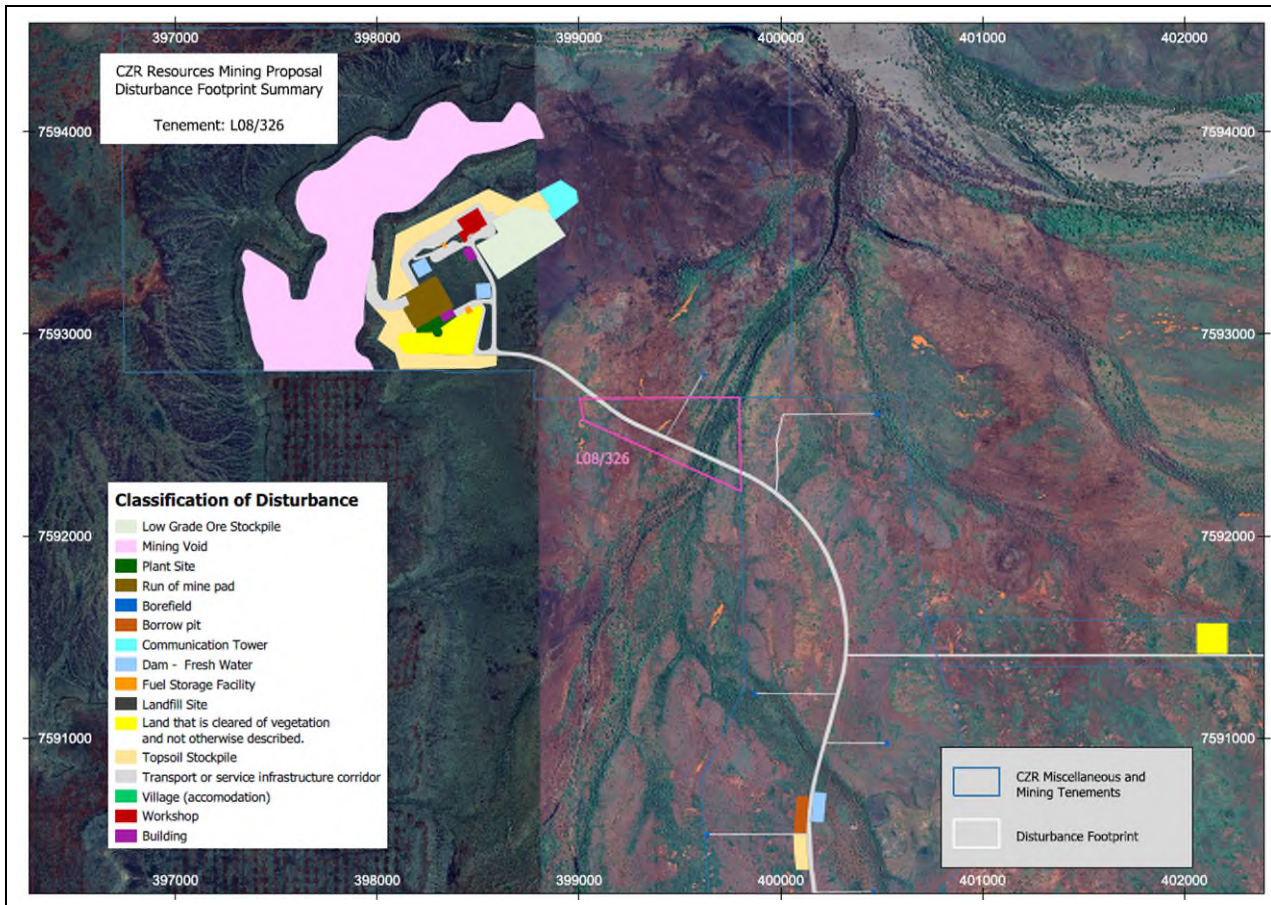 397000 398000 399000 400000 401000 402000
CZR Resources Mining Proposal
Disturbance Footprint Summary
Tenement: L08/326
7594000 7594000
7593000 7593000
L08/326
Classification of Disturbance
Low Grade Ore Stockpile
Mining Void
Plant Site
Run of mine pad
Borefield
Borrow pit
Communication Tower
Dam - Fresh Water
Fuel Storage Facility
Landfill Site
Land that is cleared of vegetation
and not otherwise described.
Topsoil Stockpile
Transport or service infrastructure corridor
Village (accomodation)
Workshop
Building
7592000 7592000
7591000 7591000
CZR Miscellaneous and
Mining Tenements
Disturbance Footprint
397000 398000 399000 400000 401000 402000